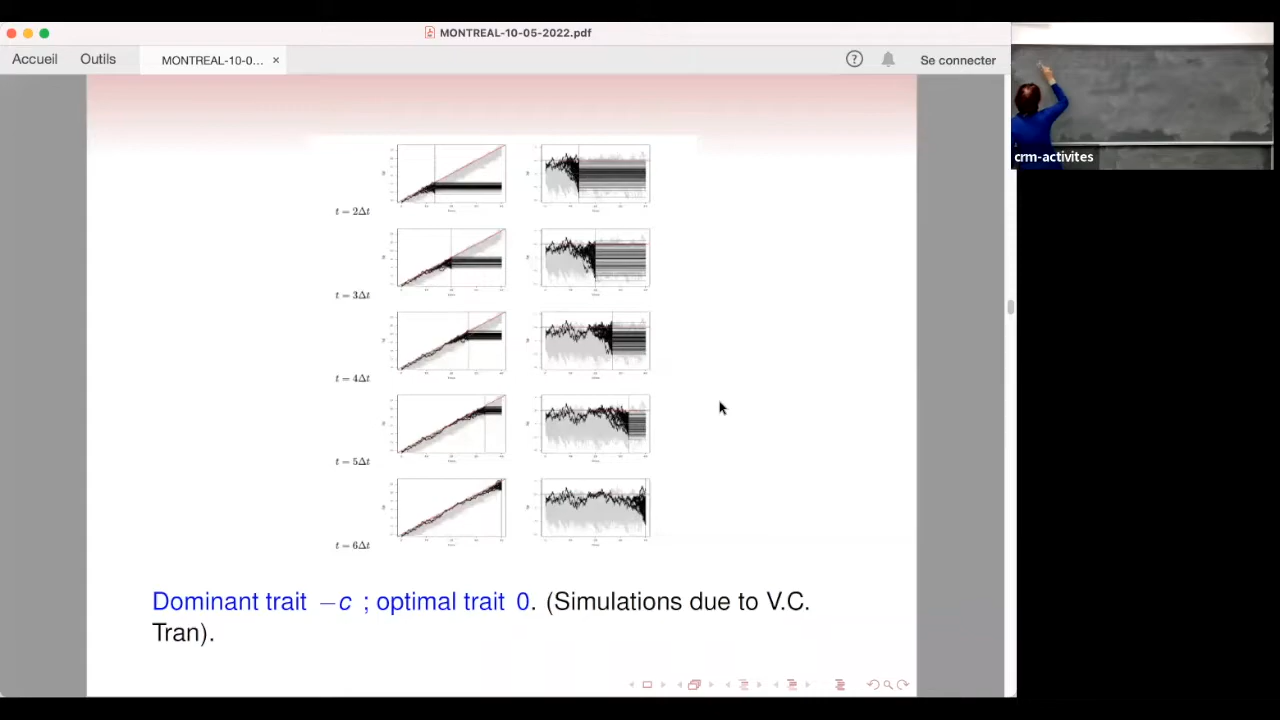 MONTREAL-10-05-2022.pdf
Accueil
Outils
MONTREAL-10-0...
×
?
Se connecter
crm-activites
t = 2Δt
t = 3Δt
t = 4Δt
t = 5Δt
t = 6Δt
Dominant trait −c ; optimal trait 0. (Simulations due to V.C.
Tran).